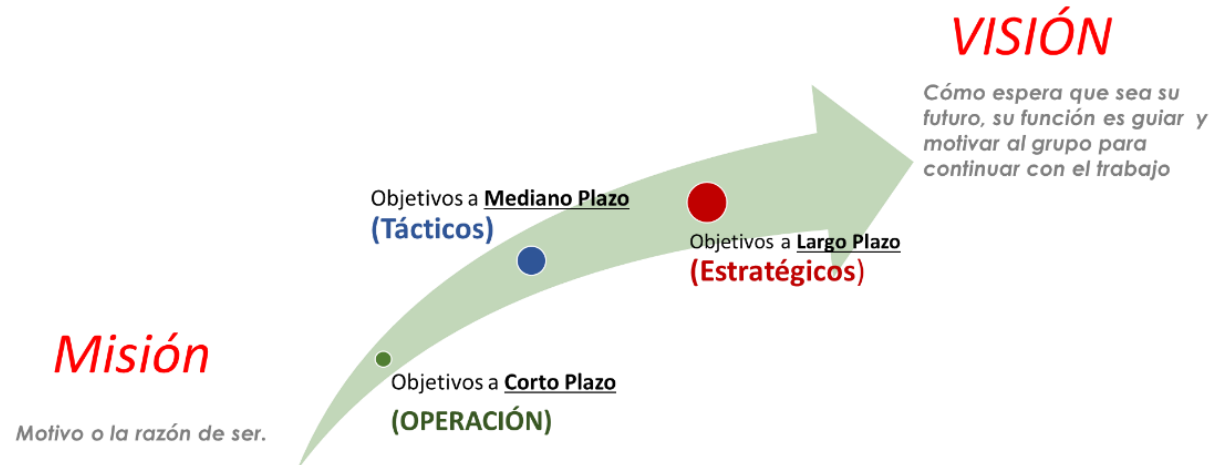 VISIÓN
Cómo espera que sea su
futuro, su función es guiar y
motivar al grupo para
continuar con el trabajo
Objetivos a Mediano Plazo
(Tácticos)
Objetivos a Largo Plazo
(Estratégicos)
Misión
Motivo o la razón de ser.
Objetivos a Corto Plazo
(OPERACIÓN)